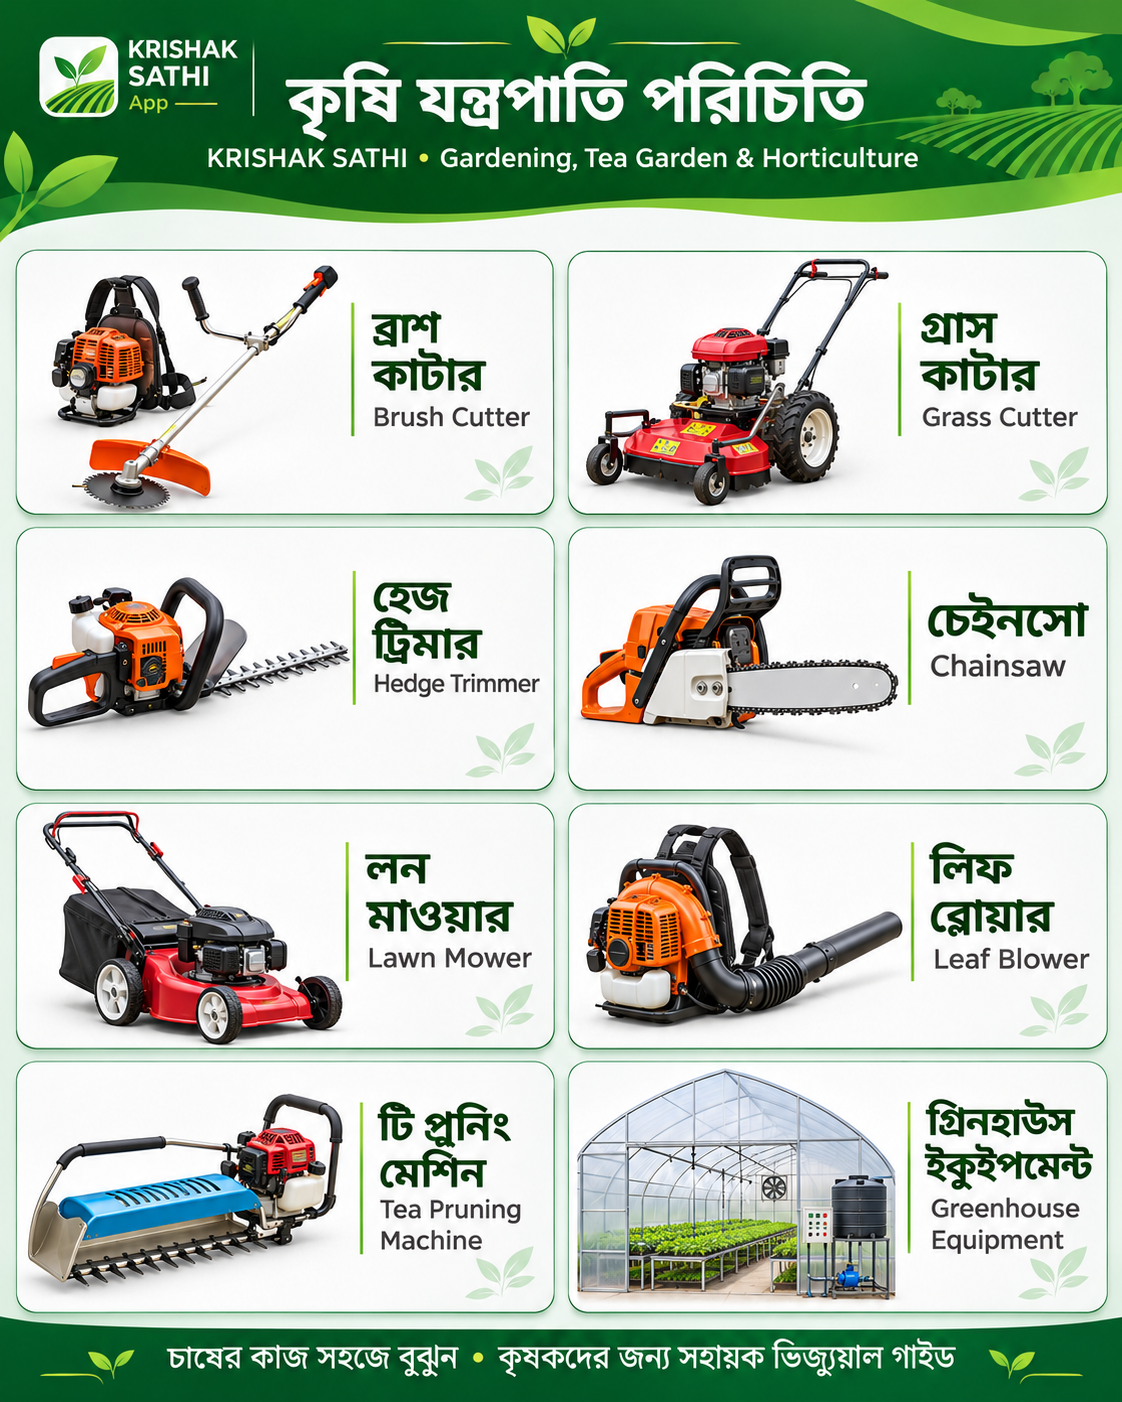 KRISHAK
SATHI
App
কৃষি যন্ত্রপাতি পরিচিতি
KRISHAK SATHI • Gardening, Tea Garden & Horticulture
ব্রাশ
কাটার
Brush Cutter
গ্রাস
কাটার
Grass Cutter
হেজ
ট্রিমার
Hedge Trimmer
চেইনসো
Chainsaw
লন
মাওয়ার
Lawn Mower
লিফ
ব্লোয়ার
Leaf Blower
টি প্রুনিং
মেশিন
Tea Pruning
Machine
গ্রিনহাউস
ইকুইপমেন্ট
Greenhouse
Equipment
চাষের কাজ সহজে বুঝুন • কৃষকদের জন্য সহায়ক ভিজ্যুয়াল গাইড